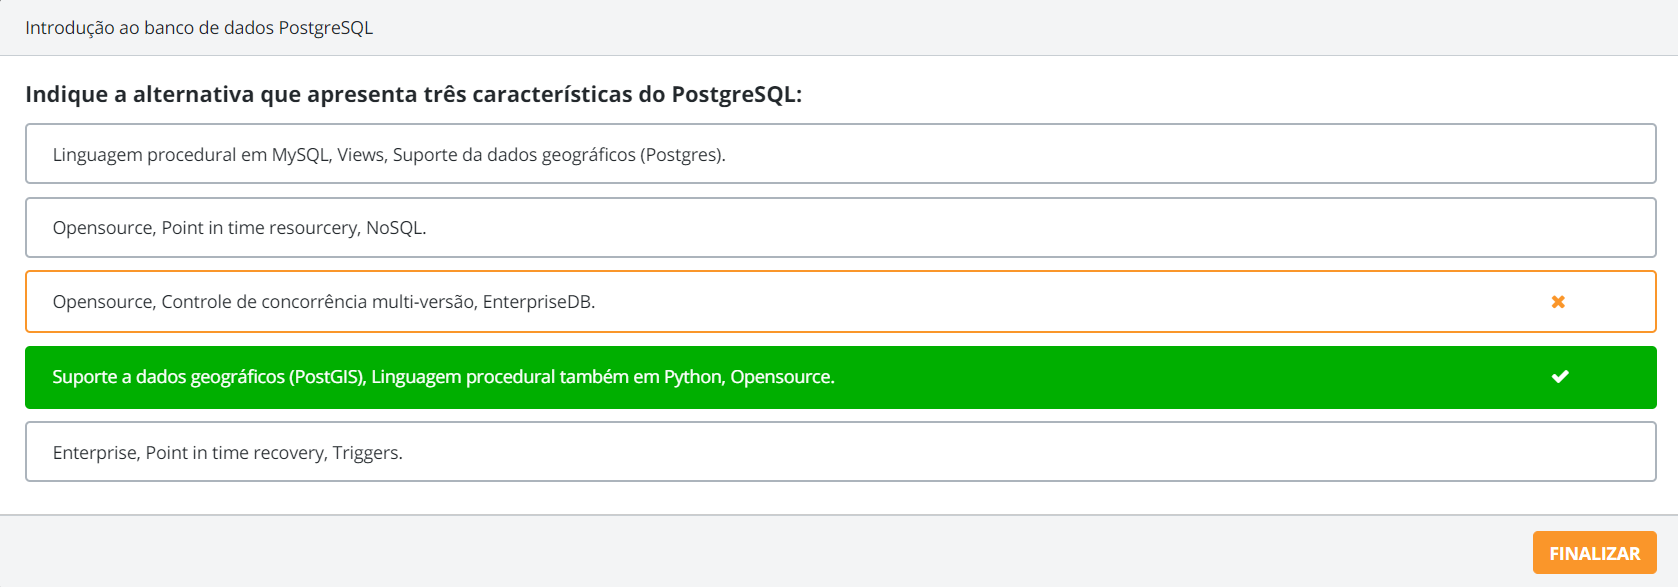 Introdução ao banco de dados PostgreSQL
Indique a alternativa que apresenta três características do PostgreSQL:
Linguagem procedural em MySQL, Views, Suporte da dados geográficos (Postgres).
Opensource, Point in time resourcery, NoSQL.
Opensource, Controle de concorrência multi-versão, EnterpriseDB.
Suporte a dados geográficos (PostGIS), Linguagem procedural também em Python, Opensource.
Enterprise, Point in time recovery, Triggers.
FINALIZAR